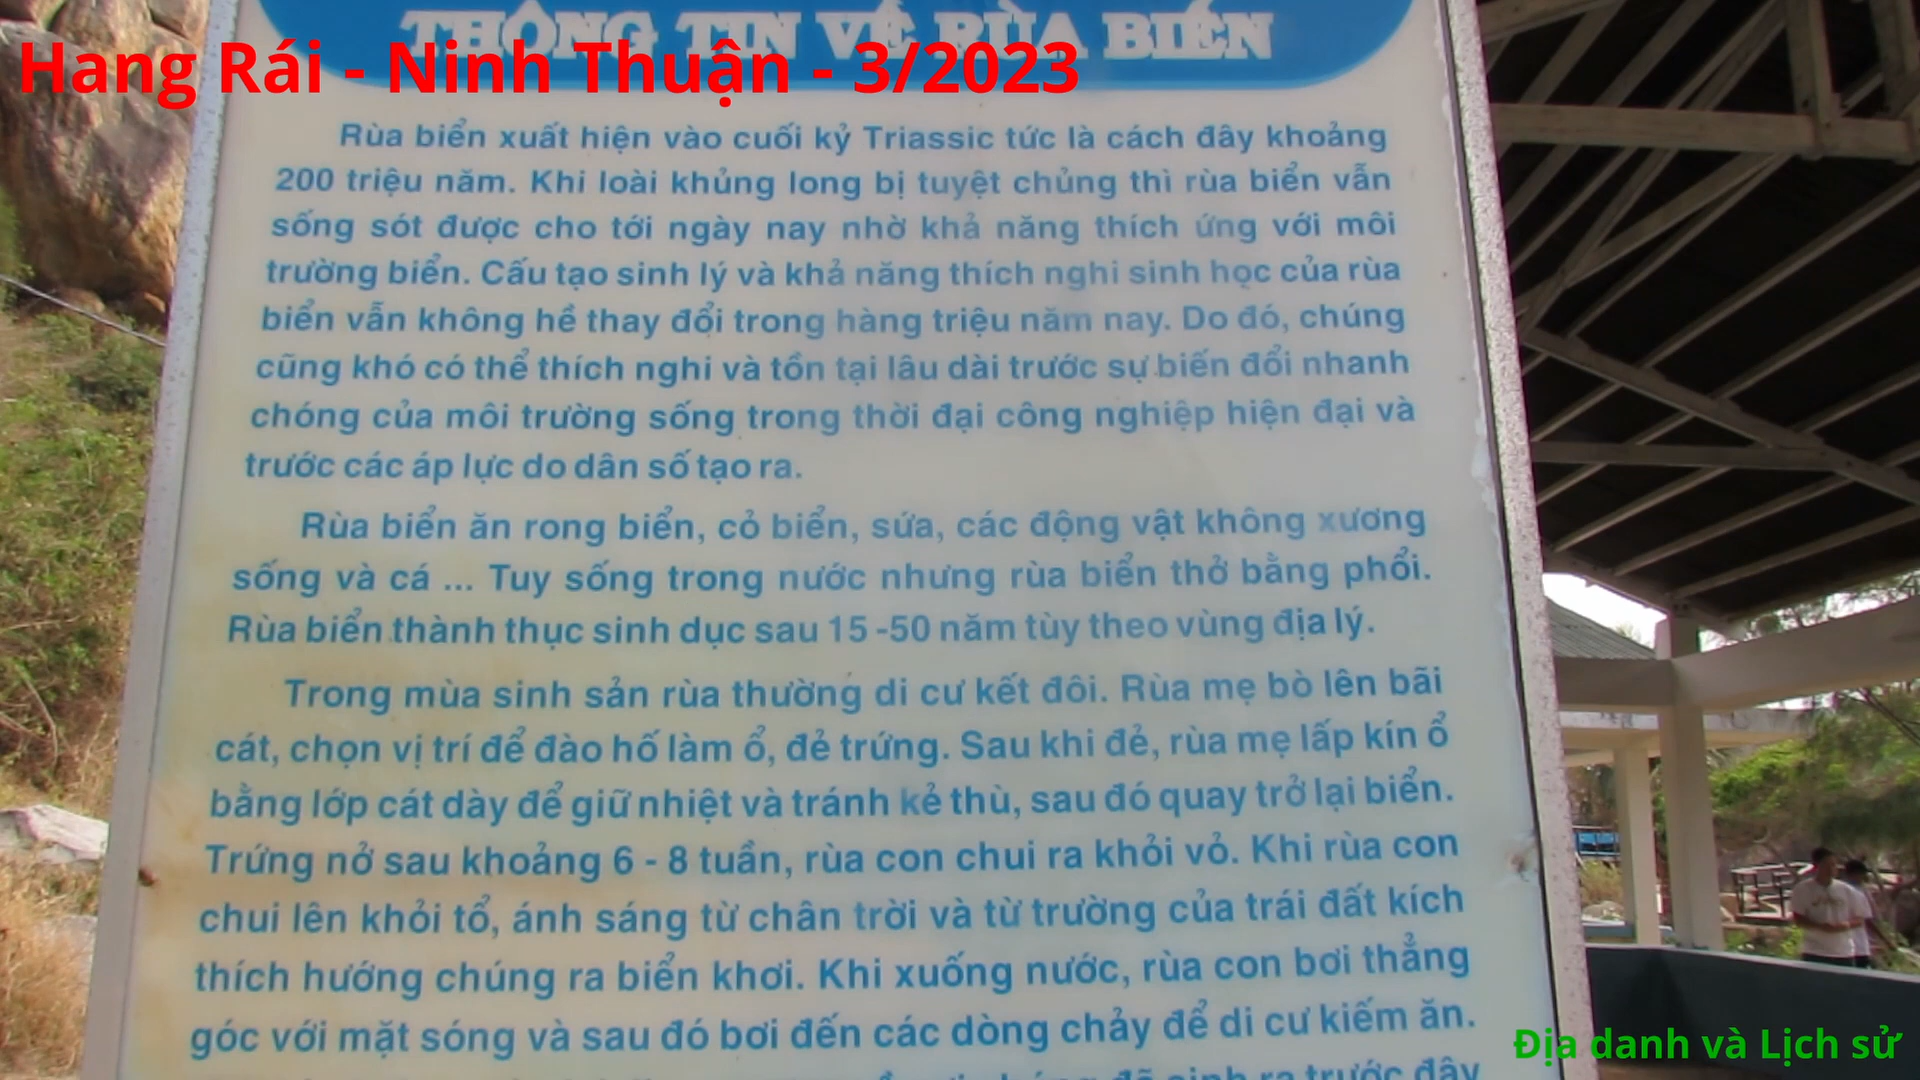 THÔNG TIN VỀ RÙA BIỂN
Hang Rái - Ninh Thuận - 3/2023
Rùa biển xuất hiện vào cuối kỷ Triassic tức là cách đây khoảng
200 triệu năm. Khi loài khủng long bị tuyệt chủng thì rùa biển vẫn
sống sót được cho tới ngày nay nhờ khả năng thích ứng với môi
trường biển. Cấu tạo sinh lý và khả năng thích nghi sinh học của rùa
biển vẫn không hề thay đổi trong hàng triệu năm nay. Do đó, chúng
cũng khó có thể thích nghi và tồn tại lâu dài trước sự biến đổi nhanh
chóng của môi trường sống trong thời đại công nghiệp hiện đại và
trước các áp lực do dân số tạo ra.
Rùa biển ăn rong biển, cỏ biển, sứa, các động vật không xương
sống và cá ... Tuy sống trong nước nhưng rùa biển thở bằng phổi.
Rùa biển thành thục sinh dục sau 15 -50 năm tùy theo vùng địa lý.
Trong mùa sinh sản rùa thường di cư kết đôi. Rùa mẹ bò lên bãi
cát, chọn vị trí để đào hố làm ổ, đẻ trứng. Sau khi đẻ, rùa mẹ lấp kín ổ
bằng lớp cát dày để giữ nhiệt và tránh kẻ thù, sau đó quay trở lại biển.
Trứng nở sau khoảng 6 - 8 tuần, rùa con chui ra khỏi vỏ. Khi rùa con
chui lên khỏi tổ, ánh sáng từ chân trời và từ trường của trái đất kích
thích hướng chúng ra biển khơi. Khi xuống nước, rùa con bơi thẳng
góc với mặt sóng và sau đó bơi đến các dòng chảy để di cư kiếm ăn.
đã sinh ra trước đây
Địa danh và Lịch sử